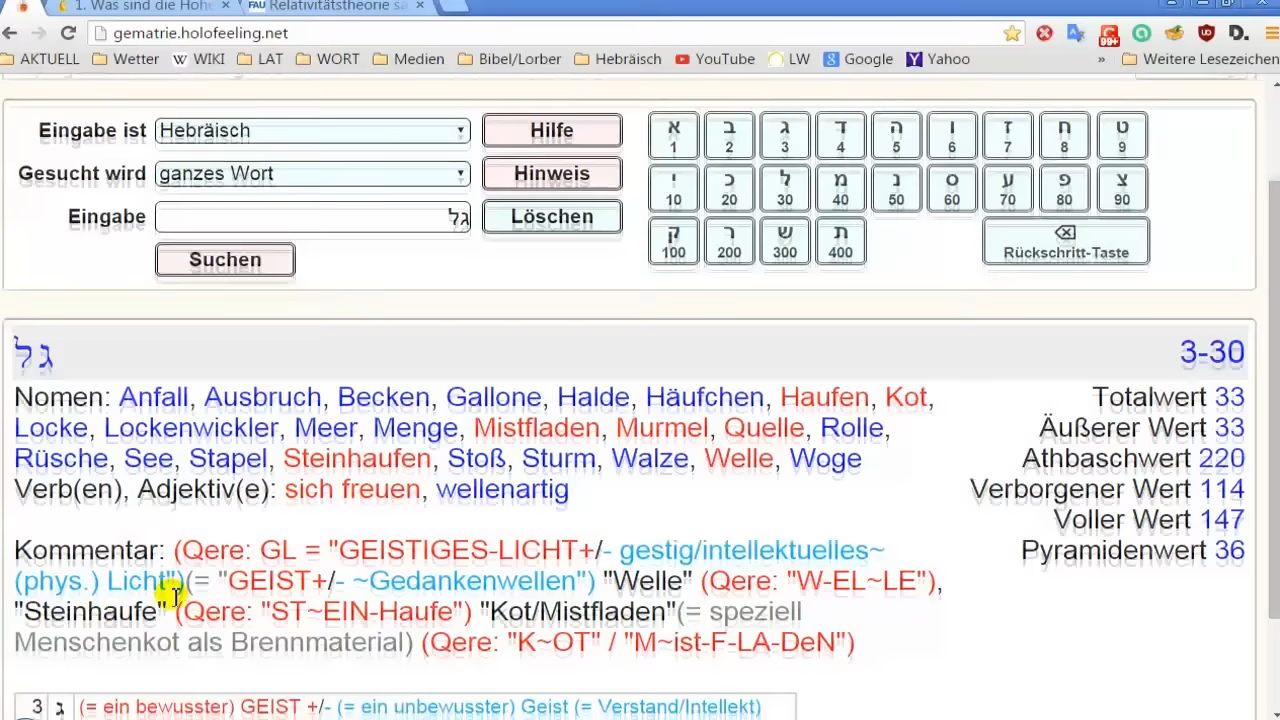 1. Was sind die Hohe × FAU Relativitätstheorie sa ×
gematrie.holofeeling.net
AKTUELL Wetter W WIKI LAT WORT Medien Bibel/Lorber Hebräisch YouTube LW Google Yahoo » Weitere Lesezeichen
Eingabe ist Hebräisch Hilfe
Gesucht wird ganzes Wort Hinweis
Eingabe גל Löschen
Suchen
א ב ג ד ה ו ז ח ט
1 2 3 4 5 6 7 8 9
י כ ל מ נ ס ע פ צ
10 20 30 40 50 60 70 80 90
ק ר ש ת
100 200 300 400 Rückschritt-Taste
גל 3-30
Nomen: Anfall, Ausbruch, Becken, Gallone, Halde, Häufchen, Haufen, Kot,
Locke, Lockenwickler, Meer, Menge, Mistfladen, Murmel, Quelle, Rolle,
Rüsche, See, Stapel, Steinhaufen, Stoß, Sturm, Walze, Welle, Woge
Verb(en), Adjektiv(e): sich freuen, wellenartig
Totalwert 33
Äußerer Wert 33
Athbaschwert 220
Verborgener Wert 114
Voller Wert 147
Pyramidenwert 36
Kommentar: (Qere: GL = "GEISTIGES-LICHT+/- gestig/intellektuelles~
(phys.) Licht")(= "GEIST+/- ~Gedankenwellen") "Welle" (Qere: "W-EL~LE"),
"Steinhaufe" (Qere: "ST~EIN-Haufe") "Kot/Mistfladen"(= speziell
Menschenkot als Brennmaterial) (Qere: "K~OT" / "M~ist-F-LA-DeN")
3 ג (= ein bewusster) GEIST +/- (= ein unbewusster) Geist (= Verstand/Intellekt)